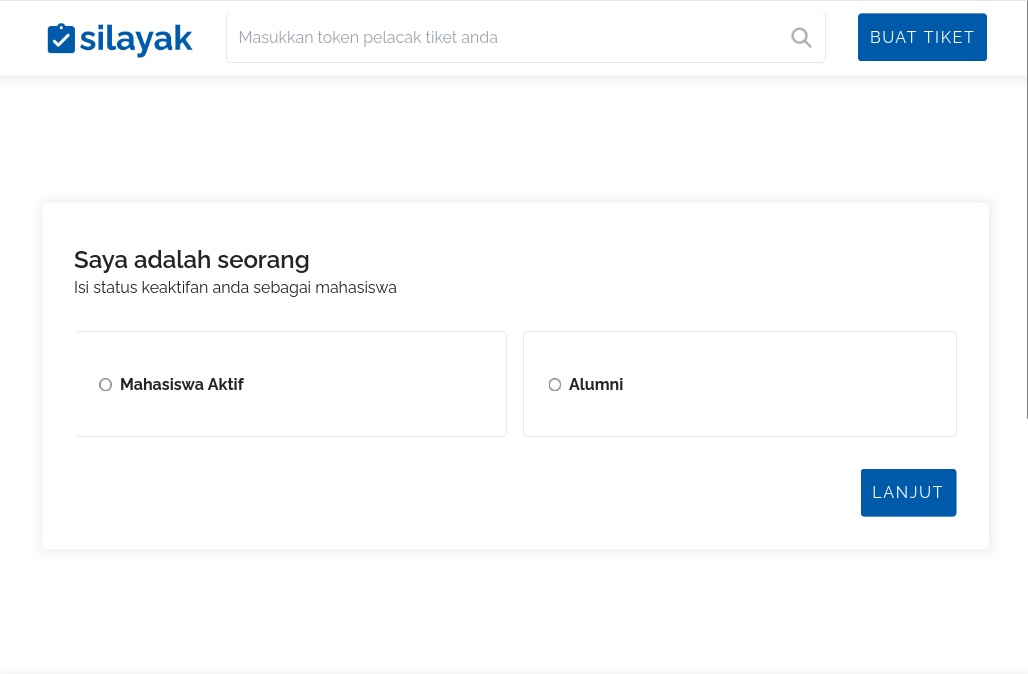 silayak
Masukkan token pelacak tiket anda
BUAT TIKET
Saya adalah seorang
Isi status keaktifan anda sebagai mahasiswa
Mahasiswa Aktif
Alumni
LANJUT